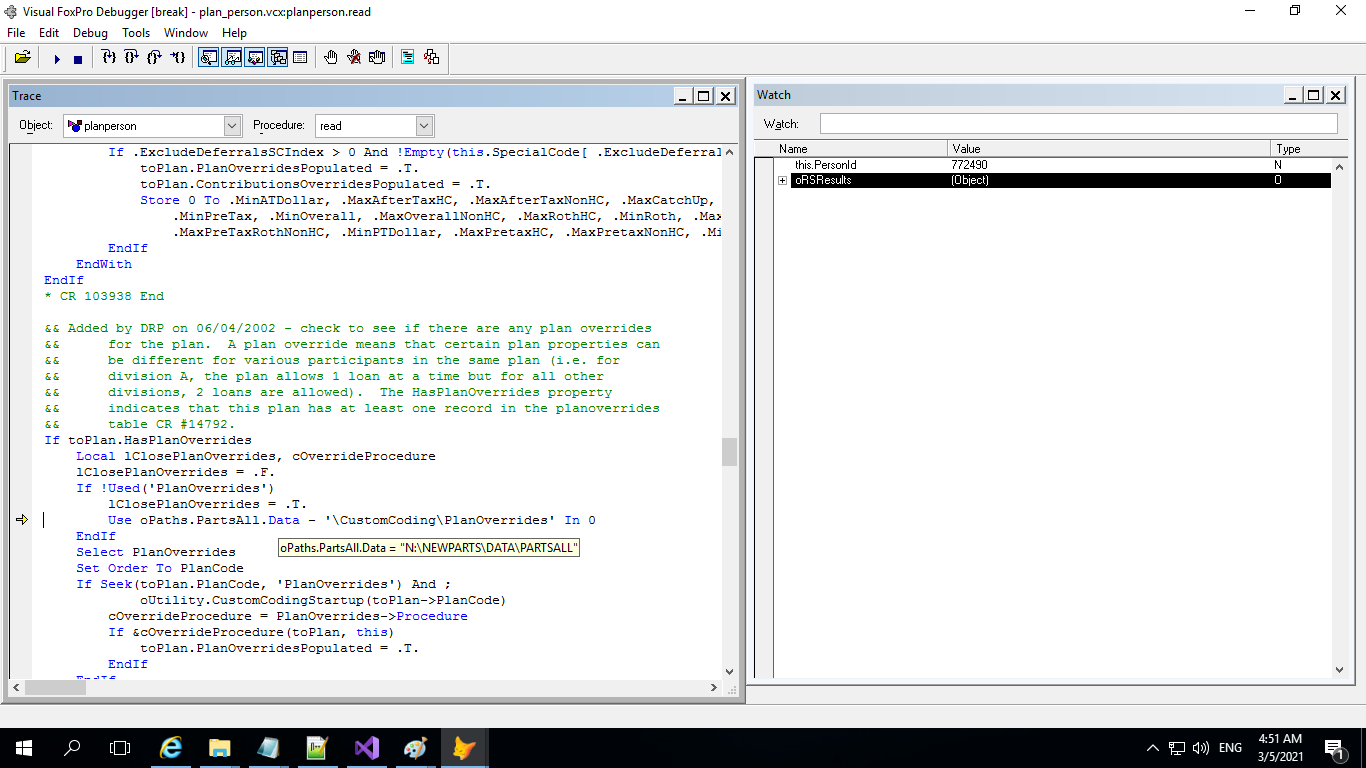 Visual FoxPro Debugger [break] - plan_person.vcx:planperson.read
File Edit Debug Tools Window Help
Trace
Object: planperson Procedure: read
If .ExcludeDeferralsSCIndex > 0 And !Empty(this.SpecialCode[ .ExcludeDeferral
toPlan.PlanOverridesPopulated = .T.
toPlan.ContributionsOverridesPopulated = .T.
Store 0 To .MinATDollar, .MaxAfterTaxHC, .MaxAfterTaxNonHC, .MaxCatchUp,
.MinPreTax, .MinOverall, .MaxOverallNonHC, .MaxRothHC, .MinRoth, .Max
.MaxPreTaxRothNonHC, .MinPTDollar, .MaxPretaxHC, .MaxPretaxNonHC, .Mi
EndIf
EndWith
EndIf
* CR 103938 End
&& Added by DRP on 06/04/2002 - check to see if there are any plan overrides
&& for the plan. A plan override means that certain plan properties can
&& be different for various participants in the same plan (i.e. for
&& division A, the plan allows 1 loan at a time but for all other
&& divisions, 2 loans are allowed). The HasPlanOverrides property
&& indicates that this plan has at least one record in the planoverrides
&& table CR #14792.
If toPlan.HasPlanOverrides
Local lClosePlanOverrides, cOverrideProcedure
lClosePlanOverrides = .F.
If !Used('PlanOverrides')
lClosePlanOverrides = .T.
Use oPaths.PartsAll.Data - '\CustomCoding\PlanOverrides' In 0
EndIf
oPaths.PartsAll.Data = "N:\NEWPARTS\DATA\PARTSALL"
Select PlanOverrides
Set Order To PlanCode
If Seek(toPlan.PlanCode, 'PlanOverrides') And ;
oUtility.CustomCodingStartup(toPlan->PlanCode)
cOverrideProcedure = PlanOverrides->Procedure
If &cOverrideProcedure(toPlan, this)
toPlan.PlanOverridesPopulated = .T.
EndIf
EndIf
Watch
Watch:
Name Value Type
this.PersonId 772490 N
oRSResults (Object) O
ENG
4:51 AM
3/5/2021
1